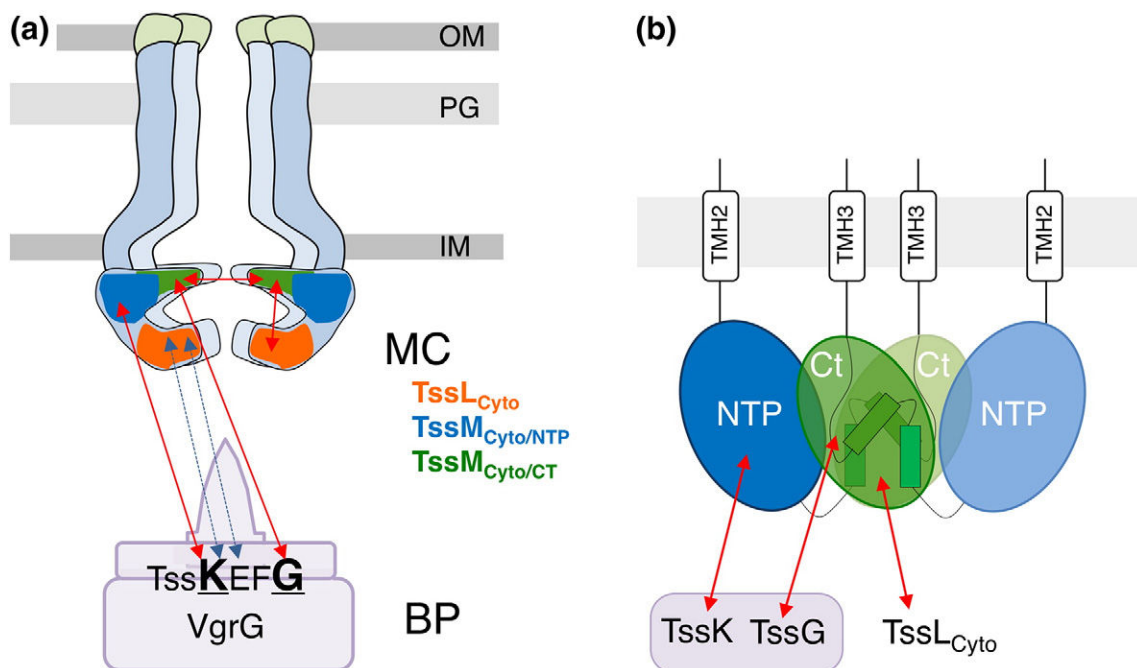 (a)
OM
PG
IM
MC
TssL Cyto
TssM Cyto/NTP
TssM Cyto/CT
TssKEFG
VgrG
BP
(b)
TMH2
TMH3
TMH3
TMH2
NTP
Ct
Ct
NTP
TssK
TssG
TssL Cyto